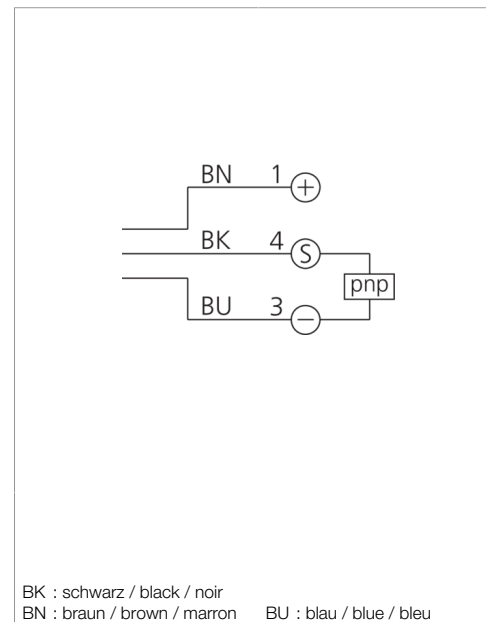 BN 1 +
BK 4 S
pnp
BU 3 −
BK : schwarz / black / noir
BN : braun / brown / marron BU : blau / blue / bleu